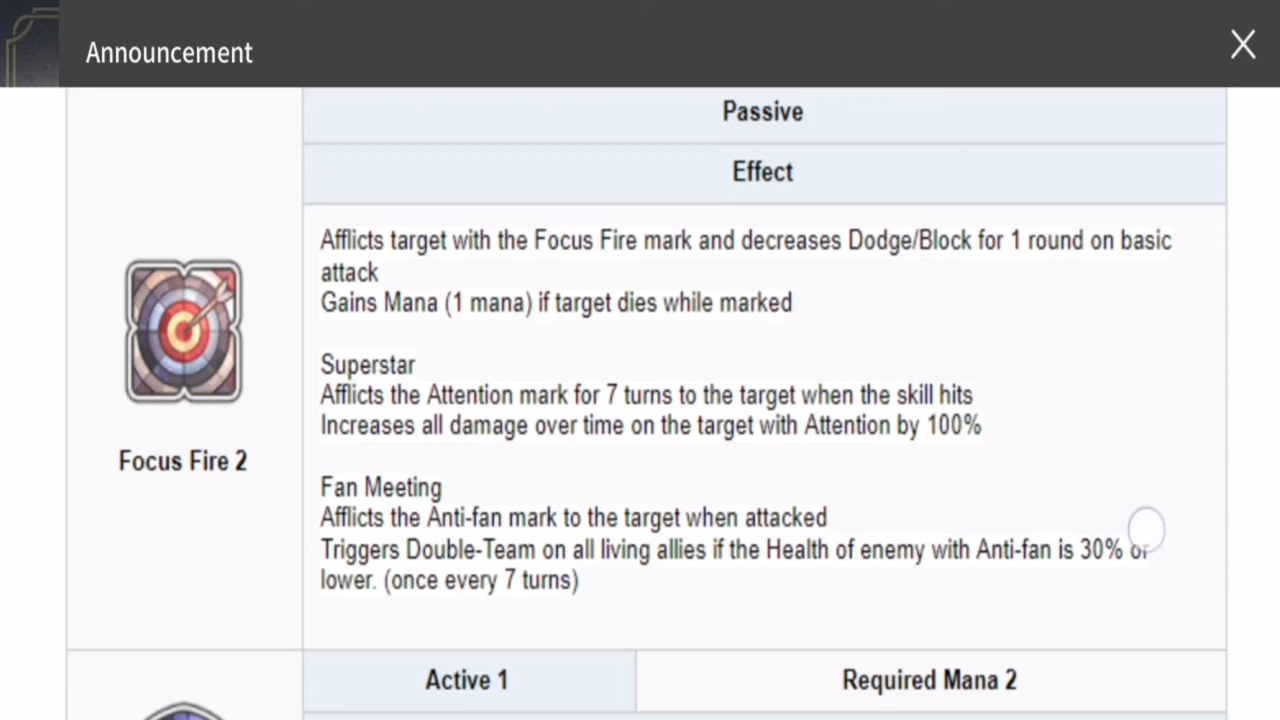 Announcement
Passive
Effect
Afflicts target with the Focus Fire mark and decreases Dodge/Block for 1 round on basic
attack
Gains Mana (1 mana) if target dies while marked
Superstar
Afflicts the Attention mark for 7 turns to the target when the skill hits
Increases all damage over time on the target with Attention by 100%
Focus Fire 2
Fan Meeting
Afflicts the Anti-fan mark to the target when attacked
Triggers Double-Team on all living allies if the Health of enemy with Anti-fan is 30% or
lower. (once every 7 turns)
Active 1
Required Mana 2